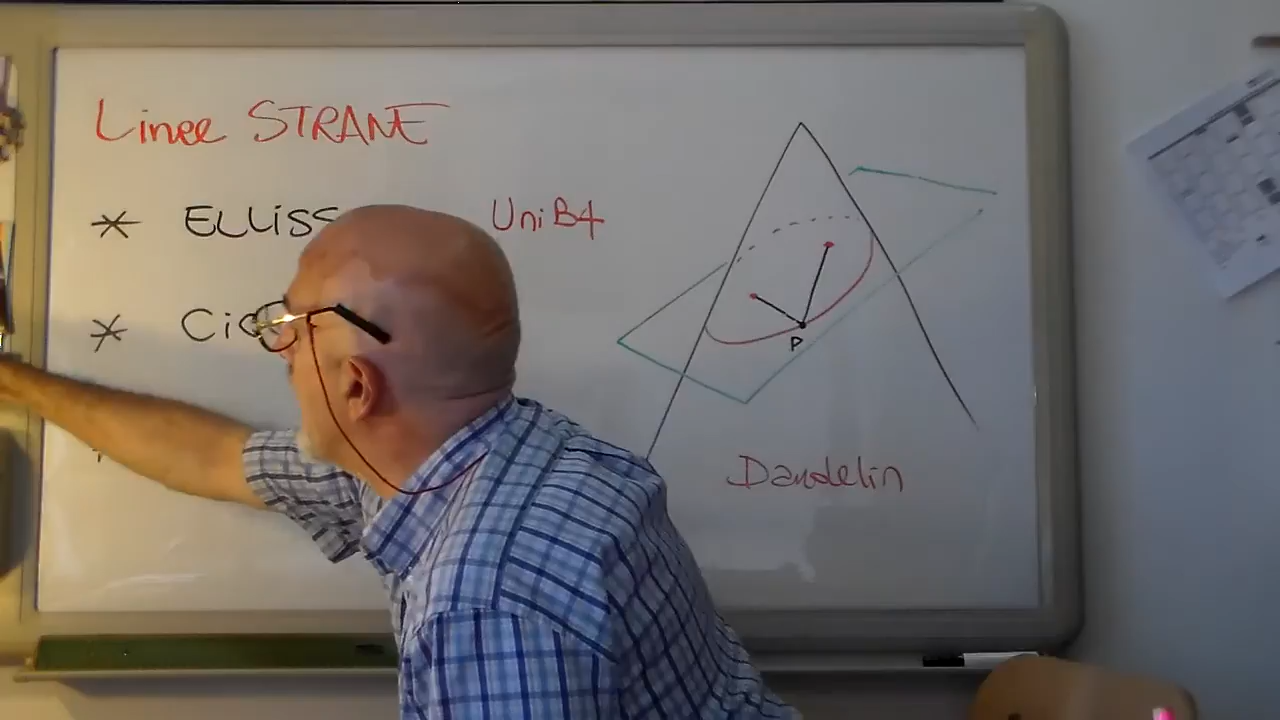 Linee STRANE
* ELLISS
UniB4
* Cic
P
Dandelin